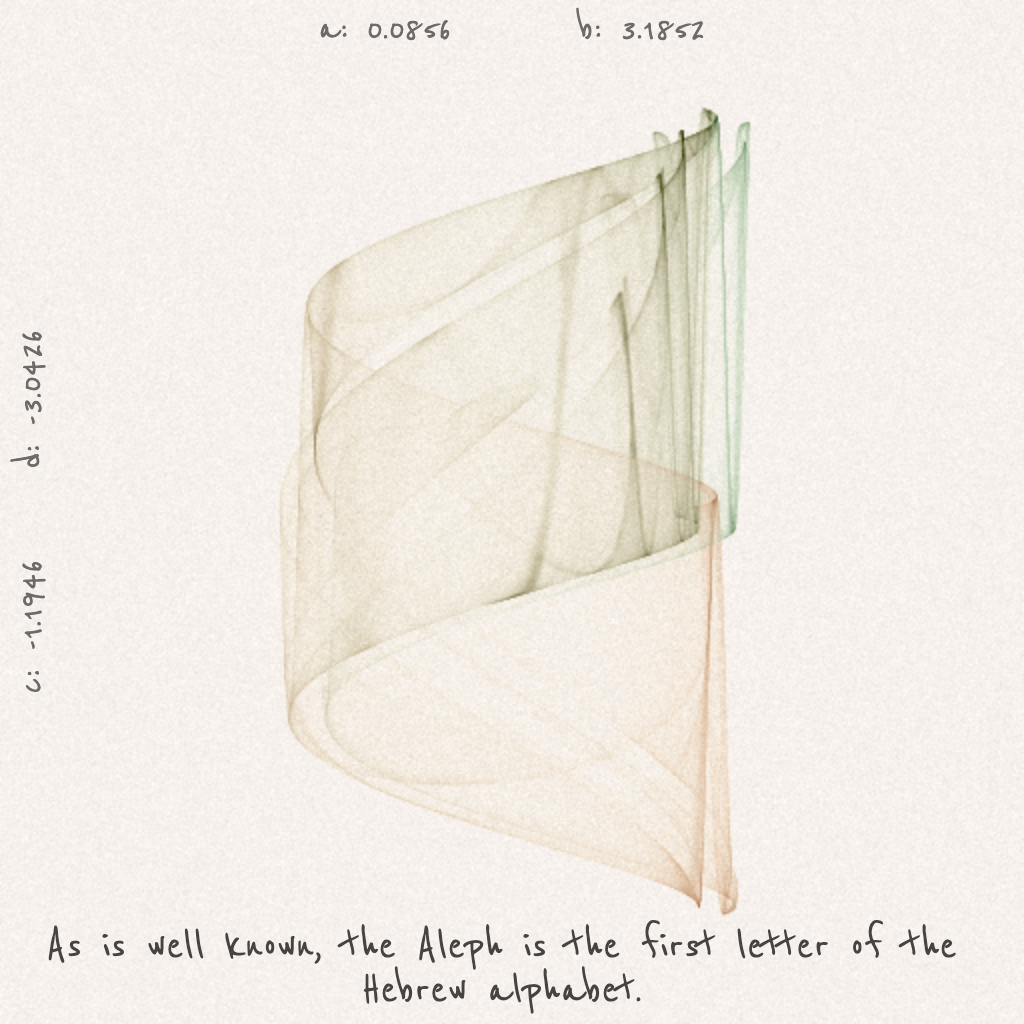 a: 0.0856
b: 3.1852
d: -3.0426
c: -1.1946
As is well known, the Aleph is the first letter of the
Hebrew alphabet.